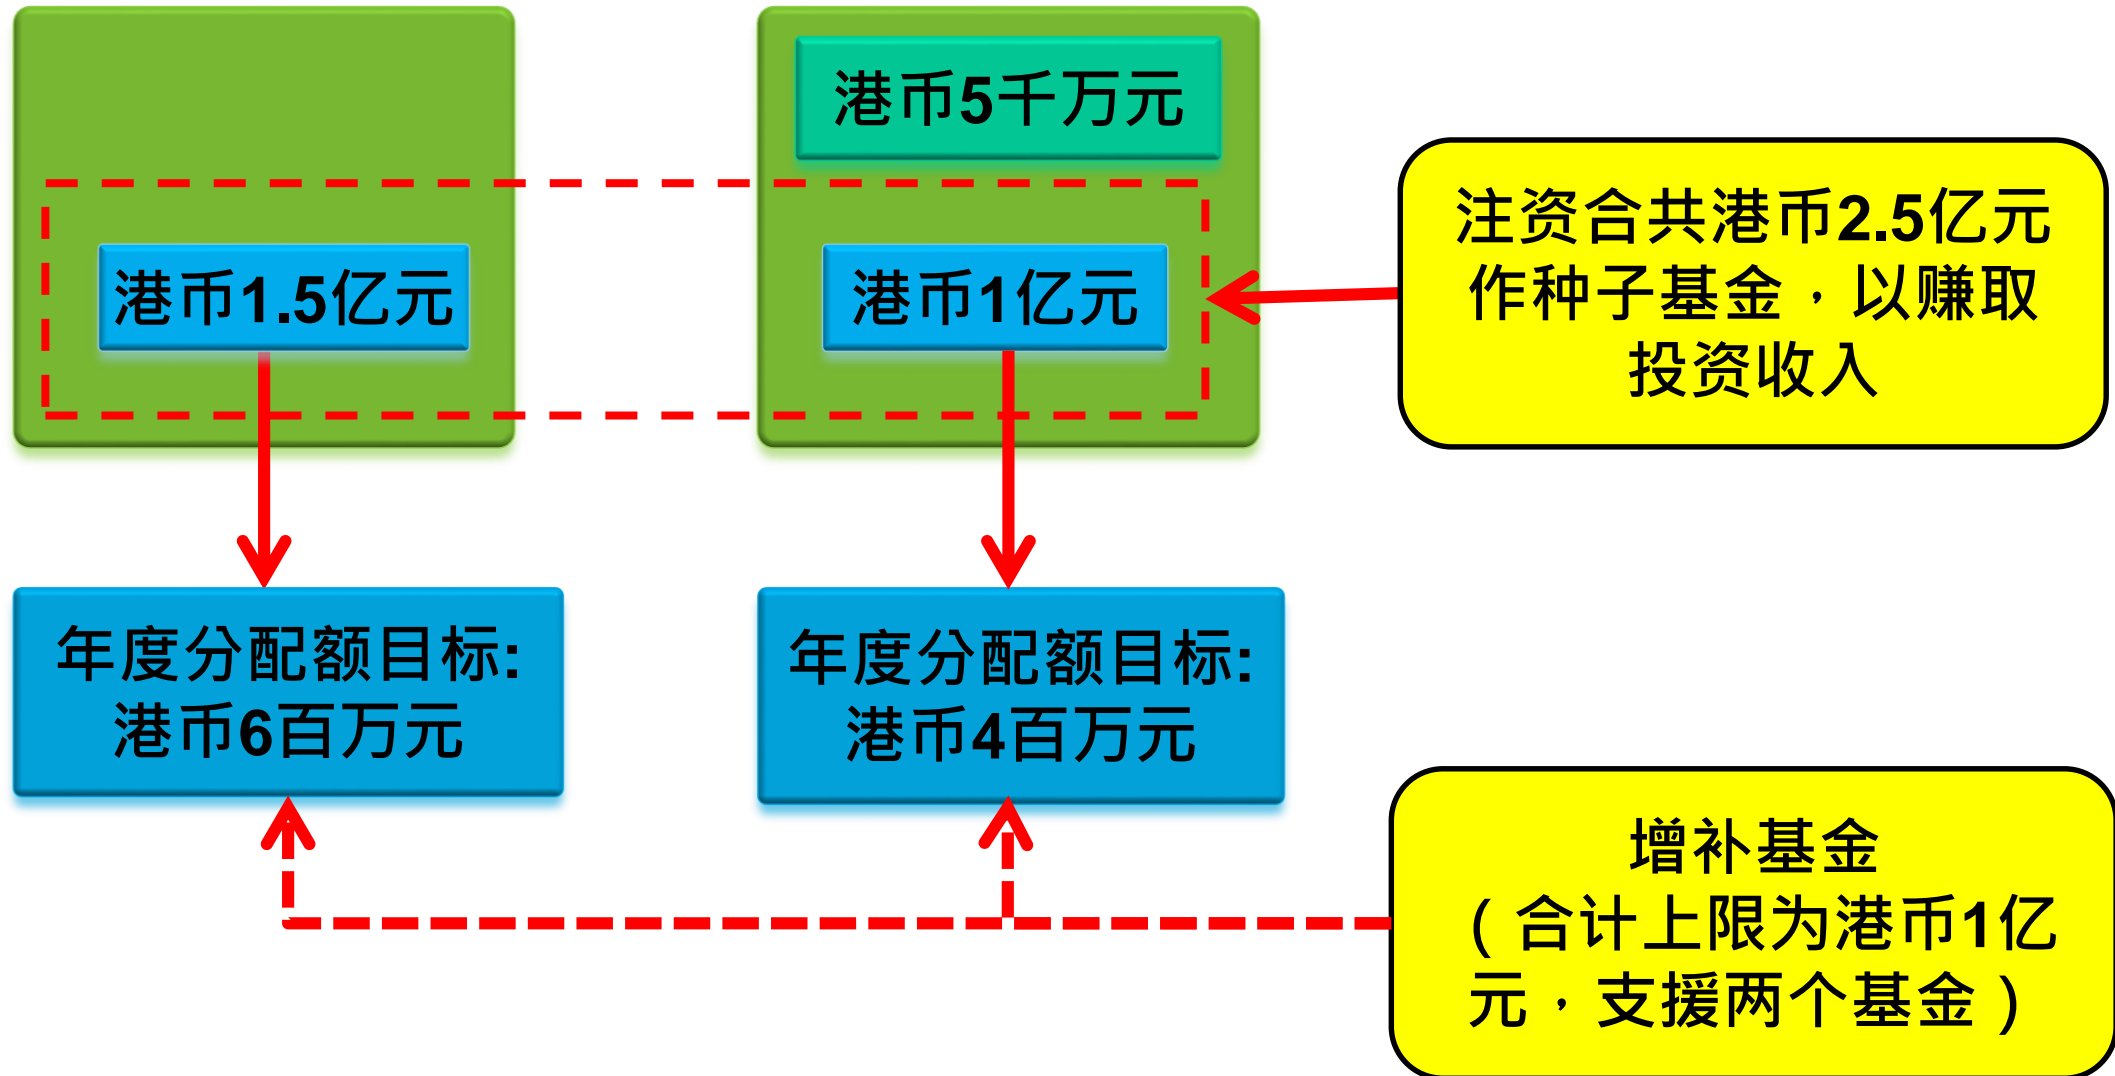 港币5千万元
港币1.5亿元
港币1亿元
注资合共港币2.5亿元
作种子基金，以赚取
投资收入
年度分配额目标:
港币6百万元
年度分配额目标:
港币4百万元
增补基金
（合计上限为港币1亿
元，支援两个基金）